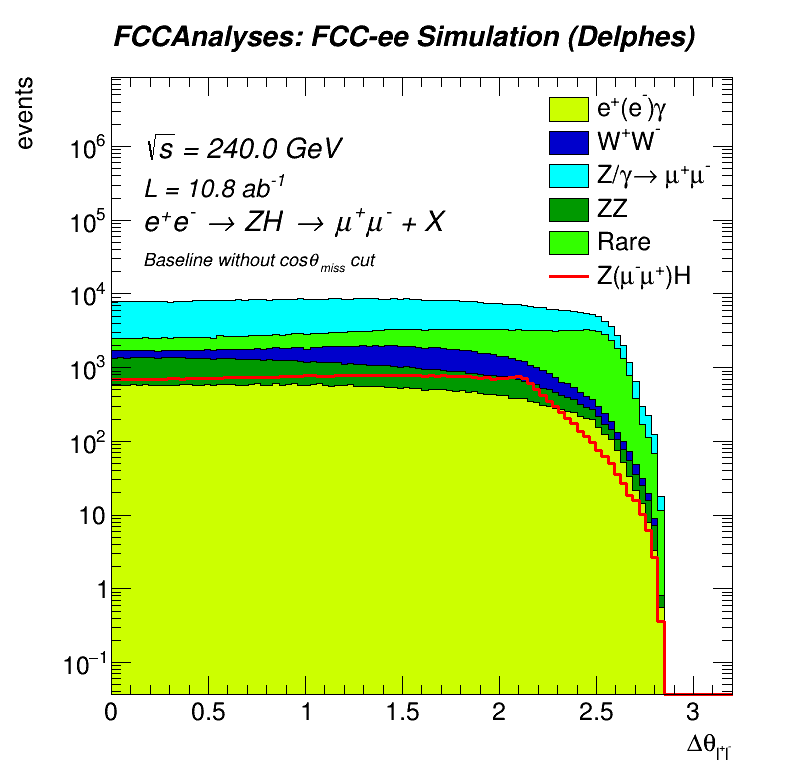 FCCAnalyses: FCC-ee Simulation (Delphes)
events
√s = 240.0 GeV
L = 10.8 ab⁻¹
e⁺e⁻ → ZH → μ⁺μ⁻ + X
Baseline without cosθ_miss cut
e⁺(e⁻)γ
W⁺W⁻
Z/γ→ μ⁺μ⁻
ZZ
Rare
Z(μ⁻μ⁺)H
10⁶
10⁵
10⁴
10³
10²
10
1
10⁻¹
0 0.5 1 1.5 2 2.5 3
Δθ_l⁺l⁻